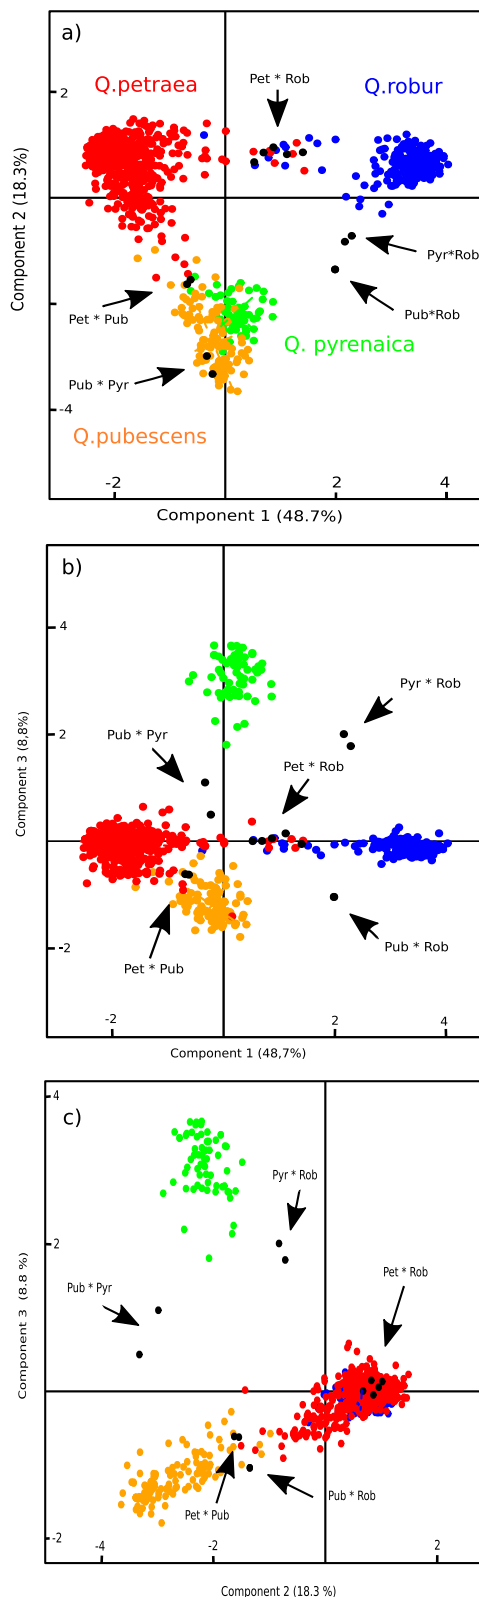 a)
Q.petraea
Pet * Rob
Q.robur
2
Component 2 (18.3%)
Pyr*Rob
Pet * Pub
Pub*Rob
Q. pyrenaica
Pub * Pyr
-4
Q.pubescens
-2
2
4
Component 1 (48.7%)
b)
4
Pyr * Rob
2
Pub * Pyr
Pet * Rob
Component 3 (8,8%)
0
-2
Pub * Rob
Pet * Pub
-2
2
4
Component 1 (48,7%)
4
c)
Pyr * Rob
2
Pet * Rob
Pub * Pyr
Component 3 (8.8 %)
0
Pub * Rob
Pet * Pub
-2
-4
-2
2
Component 2 (18.3 %)